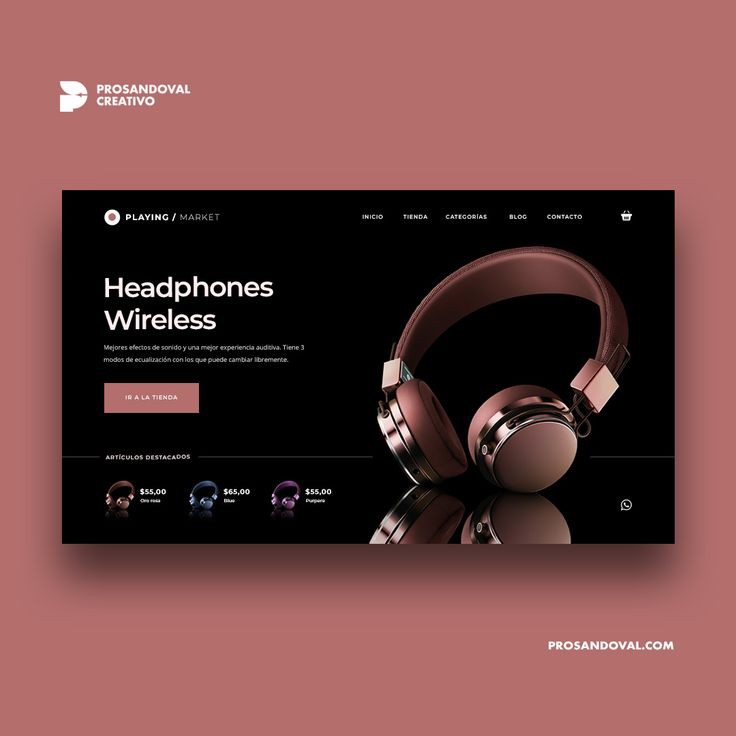 PROSANDOVAL
CREATIVO
PLAYING / MARKET
INICIO
TIENDA
CATEGORÍAS
BLOG
CONTACTO
Headphones
Wireless
Mejores efectos de sonido y una mejor experiencia auditiva. Tiene 3
modos de ecualización con los que puede cambiar libremente.
IR A LA TIENDA
ARTÍCULOS DESTACADOS
$55,00
Oro rosa
$65,00
Blue
$55,00
Purpera
PROSANDOVAL.COM